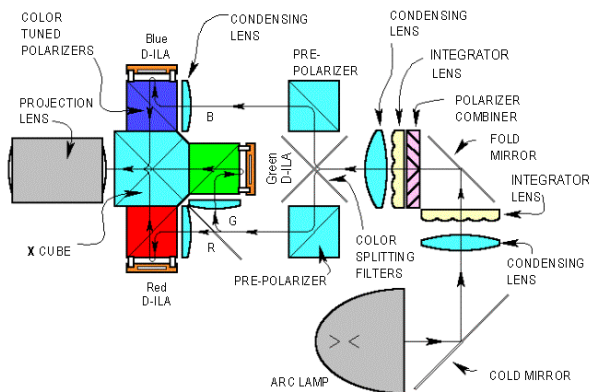 COLOR
TUNED
POLARIZERS
Blue
D-ILA
CONDENSING
LENS
PRE-
POLARIZER
CONDENSING
LENS
INTEGRATOR
LENS
POLARIZER
COMBINER
PROJECTION
LENS
FOLD
MIRROR
B
Green
D-ILA
INTEGRATOR
LENS
G
R
X CUBE
COLOR
SPLITTING
FILTERS
CONDENSING
LENS
PRE-POLARIZER
Red
D-ILA
ARC LAMP
COLD MIRROR